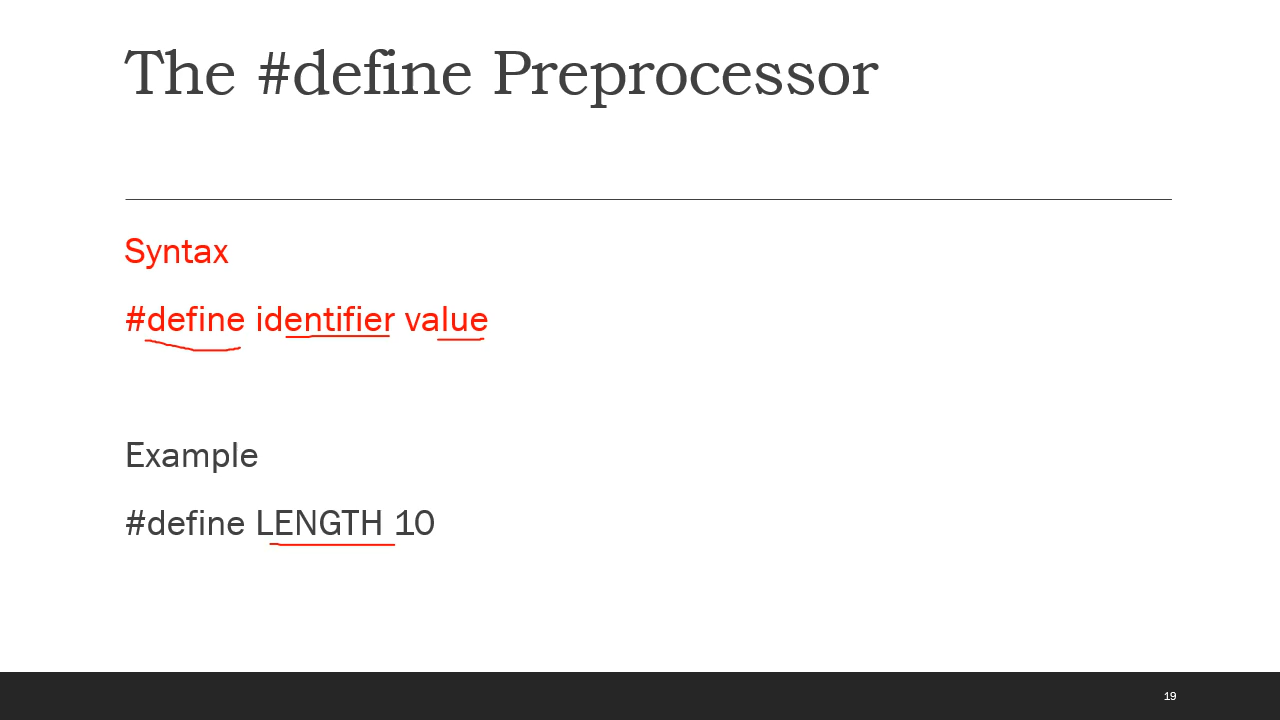 The #define Preprocessor
Syntax
#define identifier value
Example
#define LENGTH 10
19